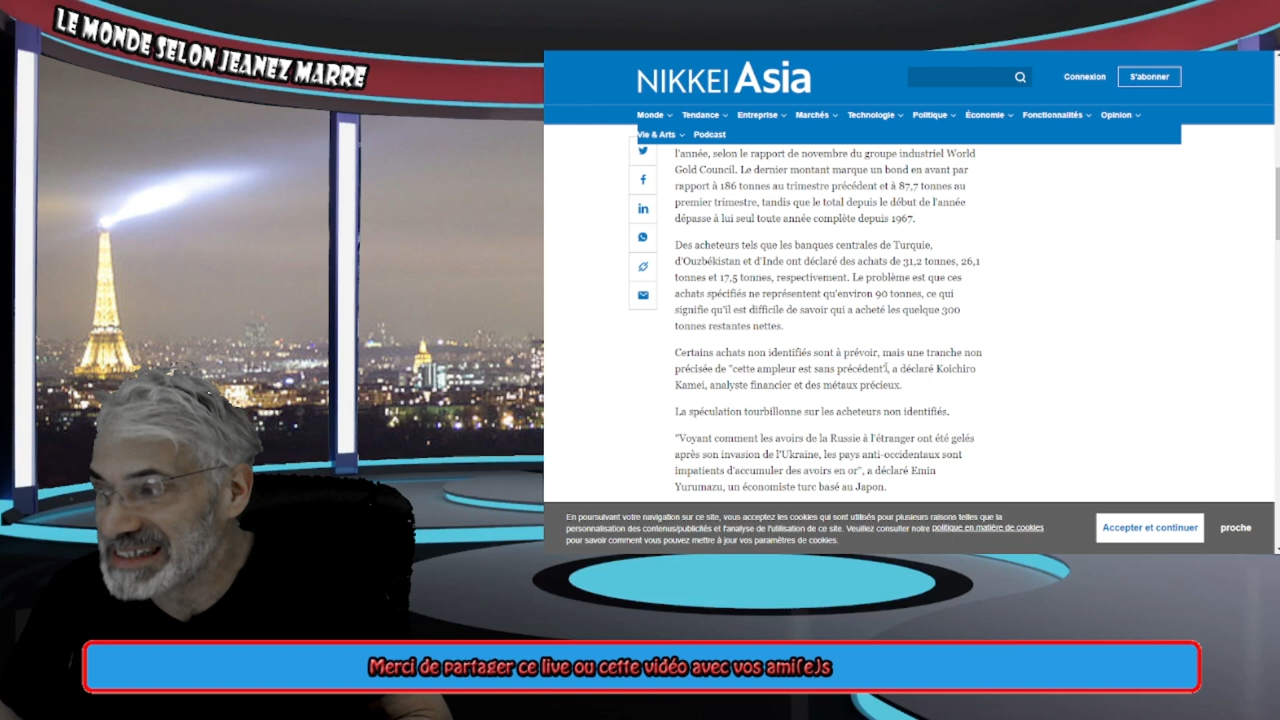 LE MONDE SELON JEANEZ MARRE
NIKKEI Asia
Connexion
S'abonner
Monde
Tendance
Entreprise
Marchés
Technologie
Politique
Économie
Fonctionnalités
Opinion
Vie & Arts
Podcast
l'année, selon le rapport de novembre du groupe industriel World
Gold Council. Le dernier montant marque un bond en avant par
rapport à 186 tonnes au trimestre précédent et à 87,7 tonnes au
premier trimestre, tandis que le total depuis le début de l'année
dépasse à lui seul toute année complète depuis 1967.
Des acheteurs tels que les banques centrales de Turquie,
d'Ouzbékistan et d'Inde ont déclaré des achats de 31,2 tonnes, 26,1
tonnes et 17,5 tonnes, respectivement. Le problème est que ces
achats spécifiés ne représentent qu'environ 90 tonnes, ce qui
signifie qu'il est difficile de savoir qui a acheté les quelque 300
tonnes restantes nettes.
Certains achats non identifiés sont à prévoir, mais une tranche non
précisée de "cette ampleur est sans précédent", a déclaré Koichiro
Kamei, analyste financier et des métaux précieux.
La spéculation tourbillonne sur les acheteurs non identifiés.
"Voyant comment les avoirs de la Russie à l'étranger ont été gelés
après son invasion de l'Ukraine, les pays anti-occidentaux sont
impatients d'accumuler des avoirs en or", a déclaré Emin
Yurumazu, un économiste turc basé au Japon.
En poursuivant votre navigation sur ce site, vous acceptez les cookies qui sont utilisés pour plusieurs raisons telles que la
personnalisation des contenus/publicités et l'analyse de l'utilisation de ce site. Veuillez consulter notre politique en matière de cookies
pour savoir comment vous pouvez mettre à jour vos paramètres de cookies.
Accepter et continuer
proche
Merci de partager ce live ou cette vidéo avec vos ami(e)s